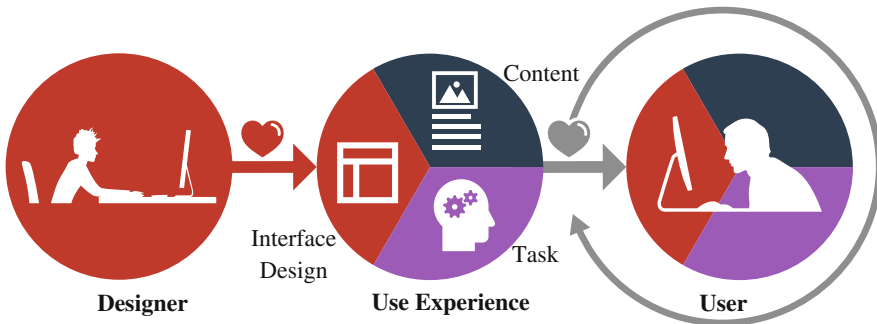 Content
Interface
Design
Task
Designer
Use Experience
User